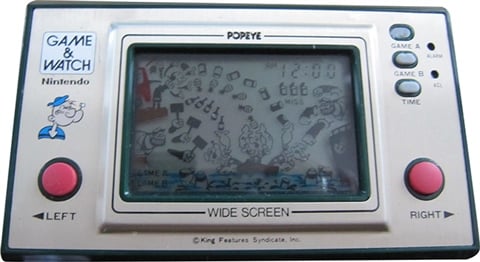 GAME
&
WATCH
Nintendo
POPEYE
AM 12:00
MISS
GAME A
GAME B
GAME A
ALARM
GAME B
ACL
TIME
◄LEFT
WIDE SCREEN
RIGHT►
©King Features Syndicate, Inc.